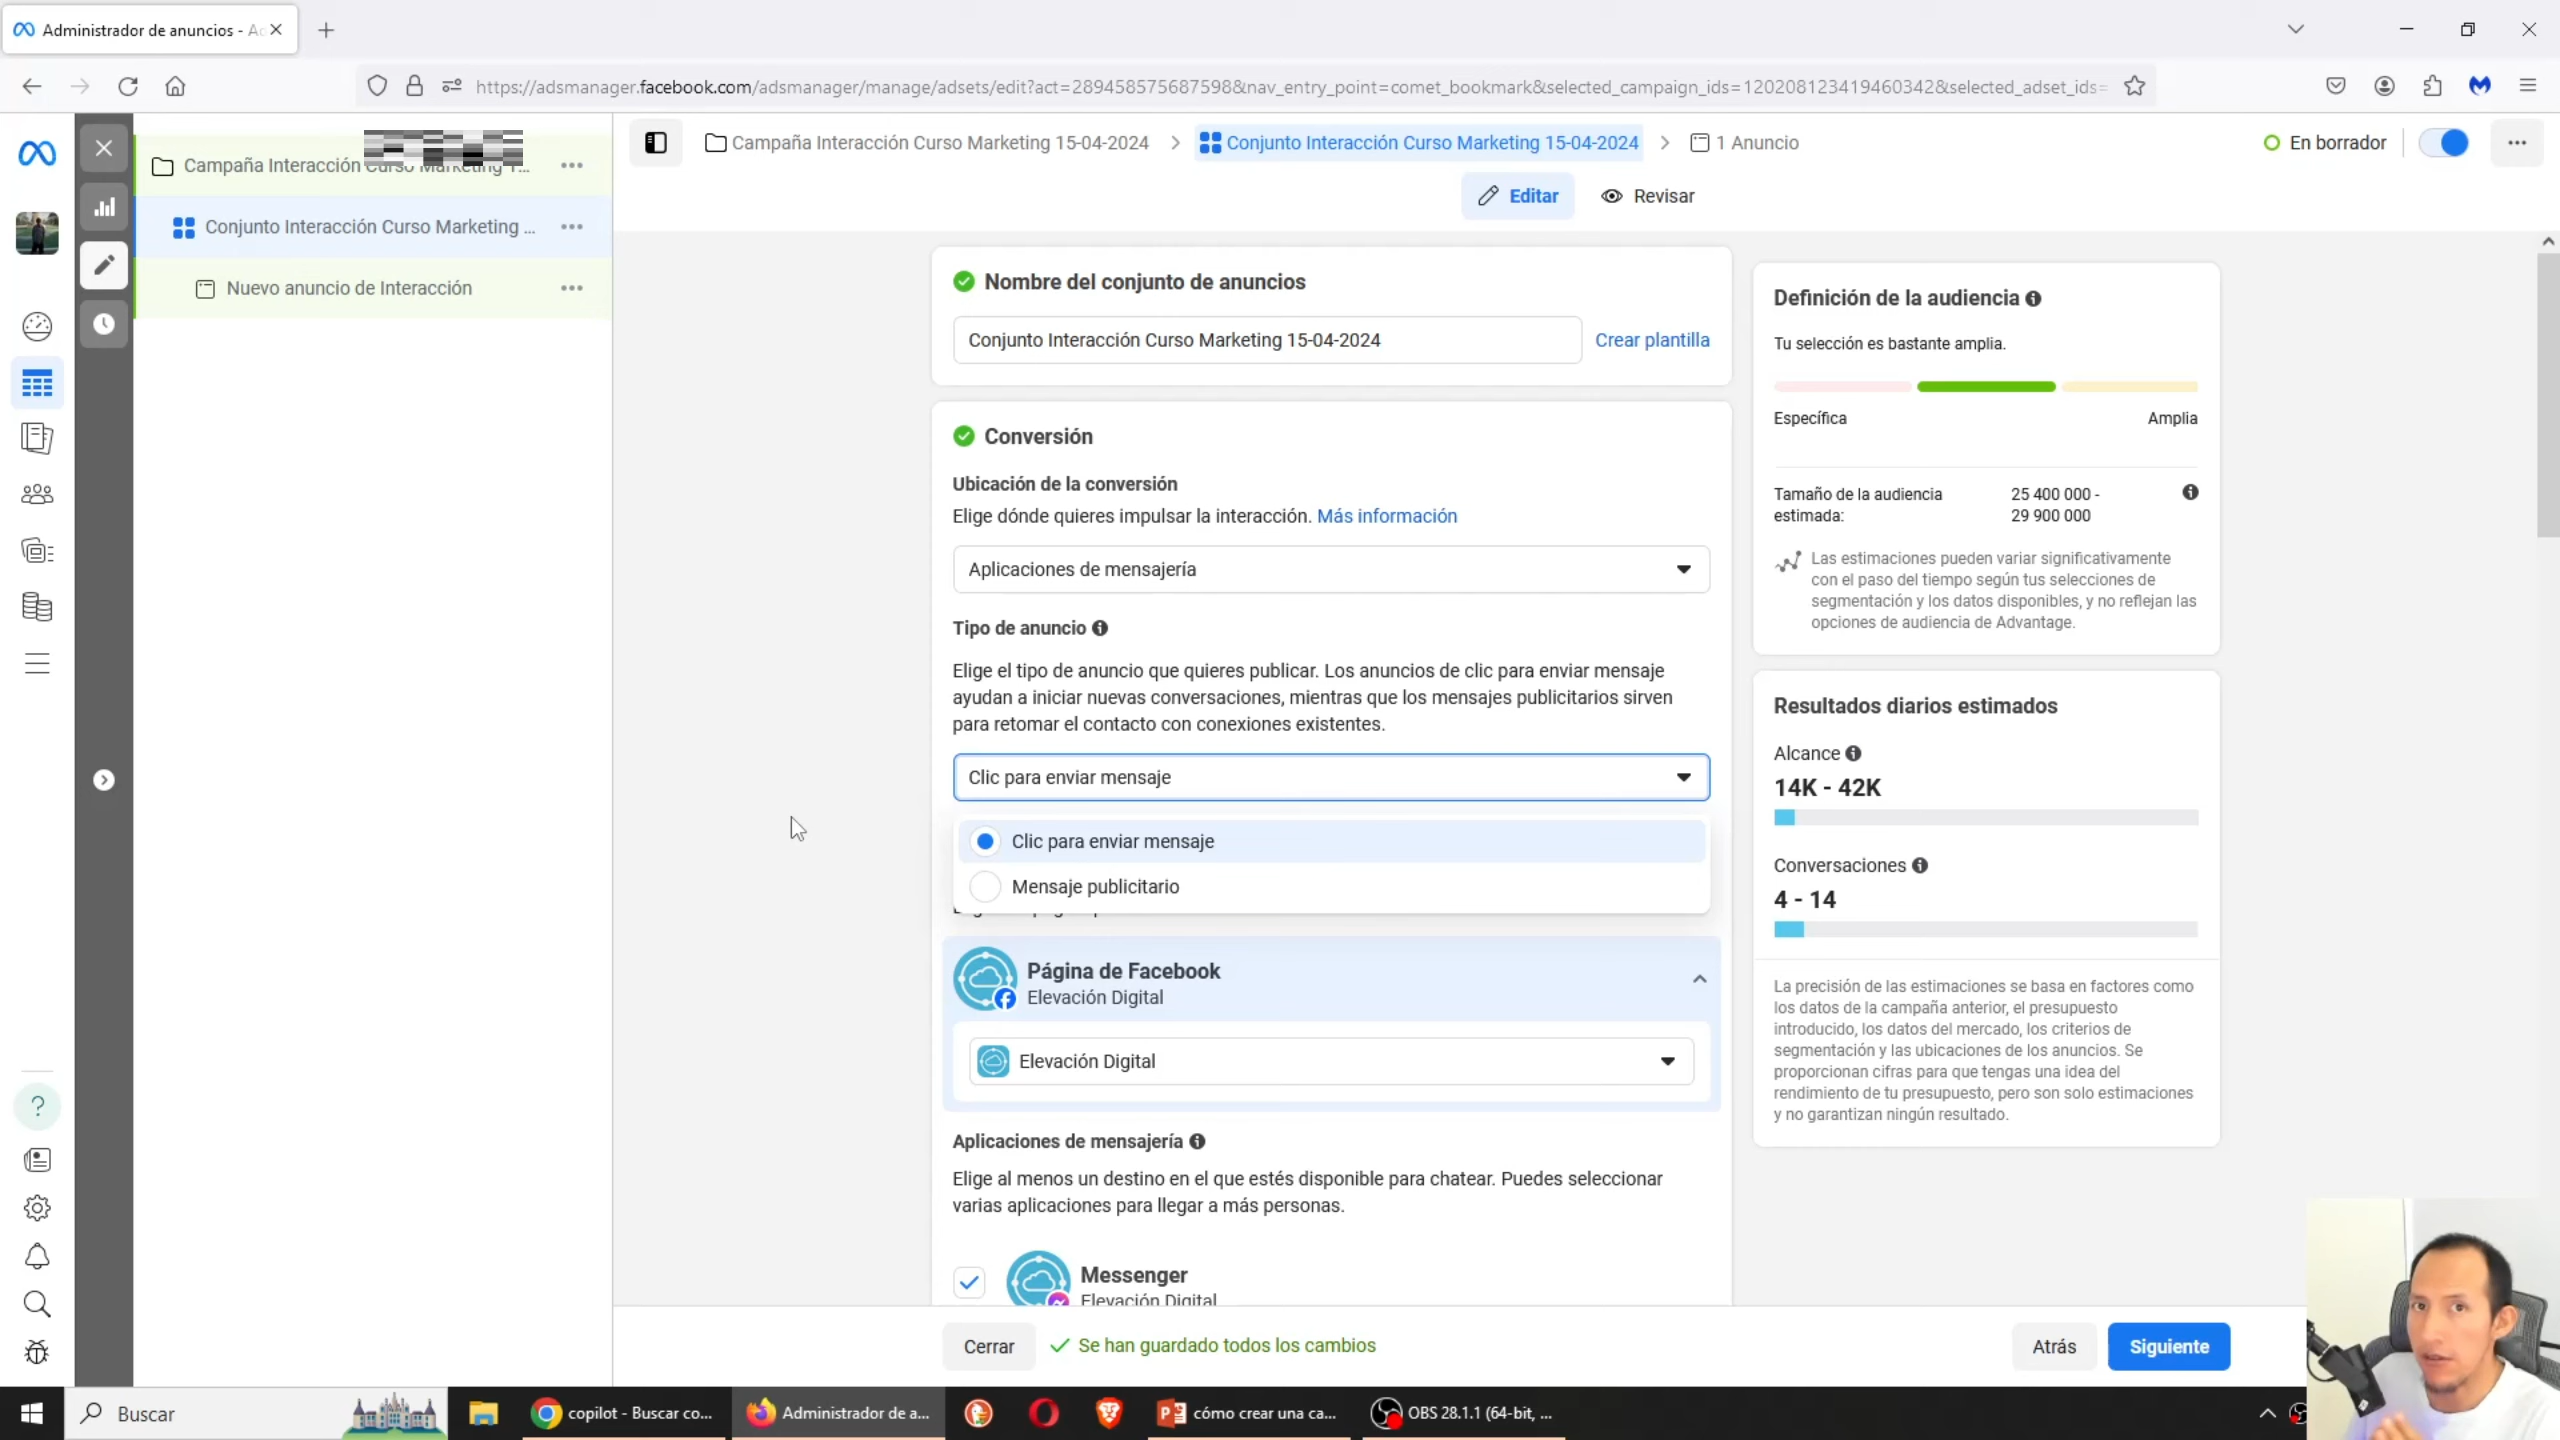 Administrador de anuncios - Ad
https://adsmanager.facebook.com/adsmanager/manage/adsets/edit?act=289458575687598&nav_entry_point=comet_bookmark&selected_campaign_ids=120208123419460342&selected_adset_ids=
Campaña Interacción Curso Marketing 1...
Conjunto Interacción Curso Marketing ...
Nuevo anuncio de Interacción
Campaña Interacción Curso Marketing 15-04-2024
Conjunto Interacción Curso Marketing 15-04-2024
1 Anuncio
En borrador
Editar
Revisar
Nombre del conjunto de anuncios
Conjunto Interacción Curso Marketing 15-04-2024
Crear plantilla
Conversión
Ubicación de la conversión
Elige dónde quieres impulsar la interacción. Más información
Aplicaciones de mensajería
Tipo de anuncio
Elige el tipo de anuncio que quieres publicar. Los anuncios de clic para enviar mensaje
ayudan a iniciar nuevas conversaciones, mientras que los mensajes publicitarios sirven
para retomar el contacto con conexiones existentes.
Clic para enviar mensaje
Clic para enviar mensaje
Mensaje publicitario
Página de Facebook
Elevación Digital
Elevación Digital
Aplicaciones de mensajería
Elige al menos un destino en el que estés disponible para chatear. Puedes seleccionar
varias aplicaciones para llegar a más personas.
Messenger
Elevación Digital
Cerrar
Se han guardado todos los cambios
Atrás
Siguiente
Definición de la audiencia
Tu selección es bastante amplia.
Específica
Amplia
Tamaño de la audiencia
estimada:
25 400 000 -
29 900 000
Las estimaciones pueden variar significativamente
con el paso del tiempo según tus selecciones de
segmentación y los datos disponibles, y no reflejan las
opciones de audiencia de Advantage.
Resultados diarios estimados
Alcance
14K - 42K
Conversaciones
4 - 14
La precisión de las estimaciones se basa en factores como
los datos de la campaña anterior, el presupuesto
introducido, los datos del mercado, los criterios de
segmentación y las ubicaciones de los anuncios. Se
proporcionan cifras para que tengas una idea del
rendimiento de tu presupuesto, pero son solo estimaciones
y no garantizan ningún resultado.
Buscar
copilot - Buscar co...
Administrador de a...
cómo crear una ca...
OBS 28.1.1 (64-bit, ...